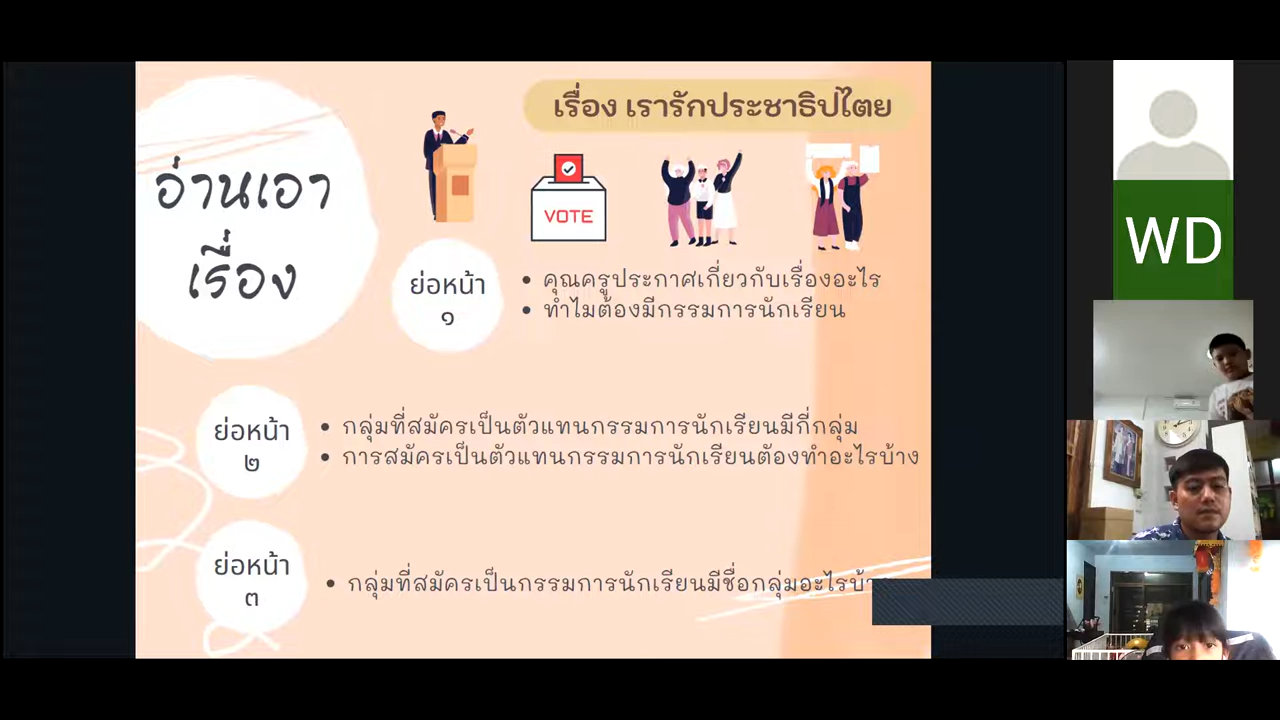 เรื่อง เรารักประชาธิปไตย
อ่านเอา
เรื่อง
VOTE
ย่อหน้า
๑
คุณครูประกาศเกี่ยวกับเรื่องอะไร
ทำไมต้องมีกรรมการนักเรียน
ย่อหน้า
๒
กลุ่มที่สมัครเป็นตัวแทนกรรมการนักเรียนมีกี่กลุ่ม
การสมัครเป็นตัวแทนกรรมการนักเรียนต้องทำอะไรบ้าง
ย่อหน้า
๓
กลุ่มที่สมัครเป็นกรรมการนักเรียนมีชื่อกลุ่มอะไร
WD